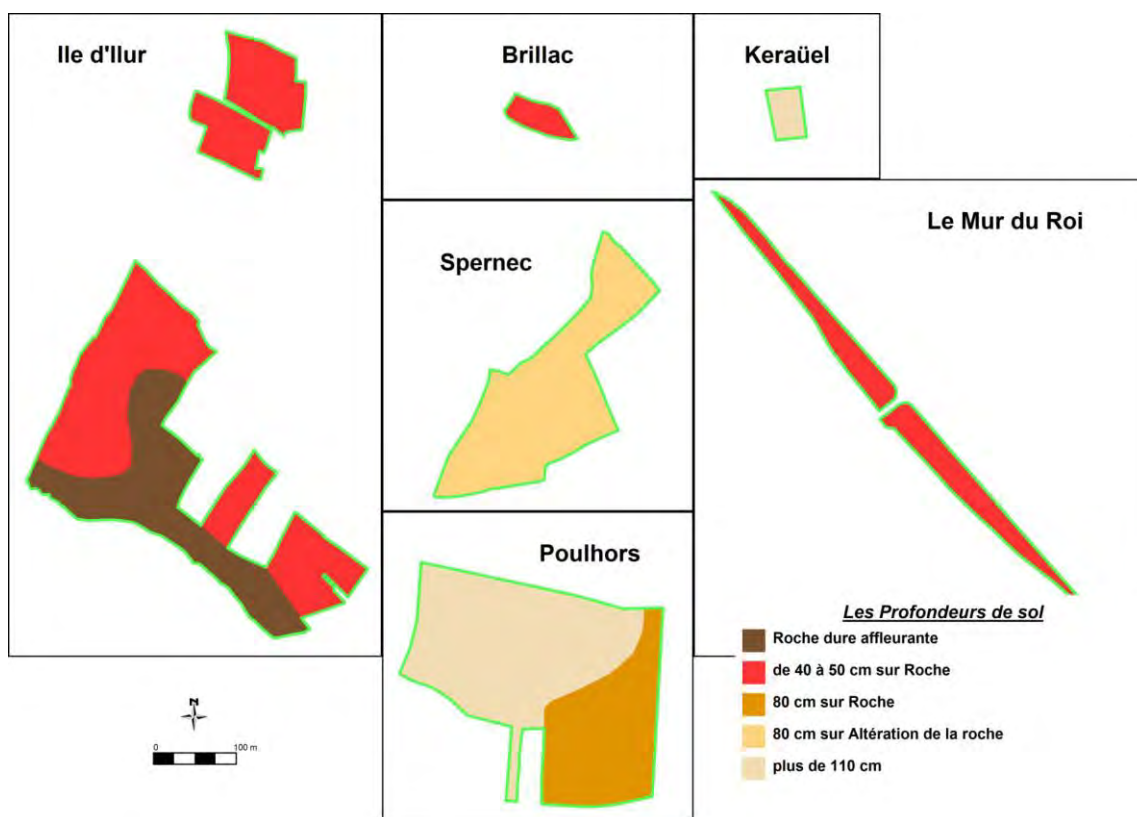 Ile d'Ilur
Brillac
Keraüel
Le Mur du Roi
Spernec
Poulhors
Les Profondeurs de sol
Roche dure affleurante
de 40 à 50 cm sur Roche
80 cm sur Roche
80 cm sur Altération de la roche
plus de 110 cm
N
0 100 m